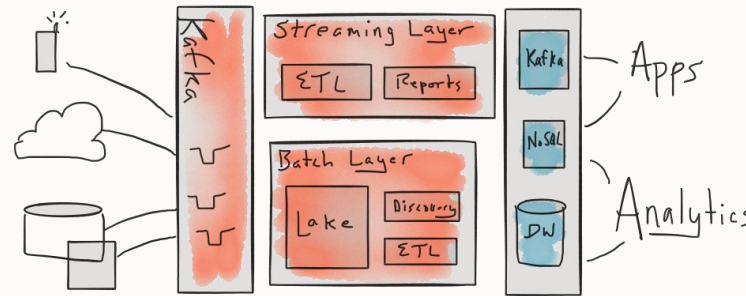 Kafka
Streaming Layer
ETL
Reports
Batch Layer
Lake
Discovery
ETL
Kafka
NoSQL
DW
Apps
Analytics